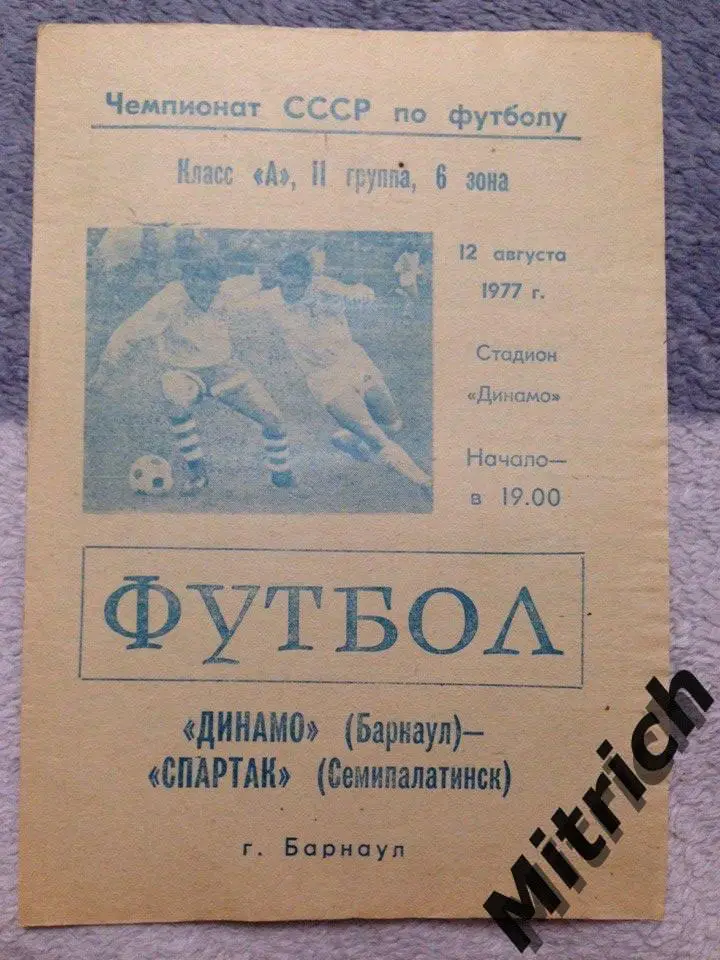 Чемпионат СССР по футболу
Класс «А», II группа, 6 зона
12 августа
1977 г.
Стадион
«Динамо»
Начало—
в 19.00
ФУТБОЛ
«ДИНАМО» (Барнаул)—
«СПАРТАК» (Семипалатинск)
г. Барнаул
Mitrich